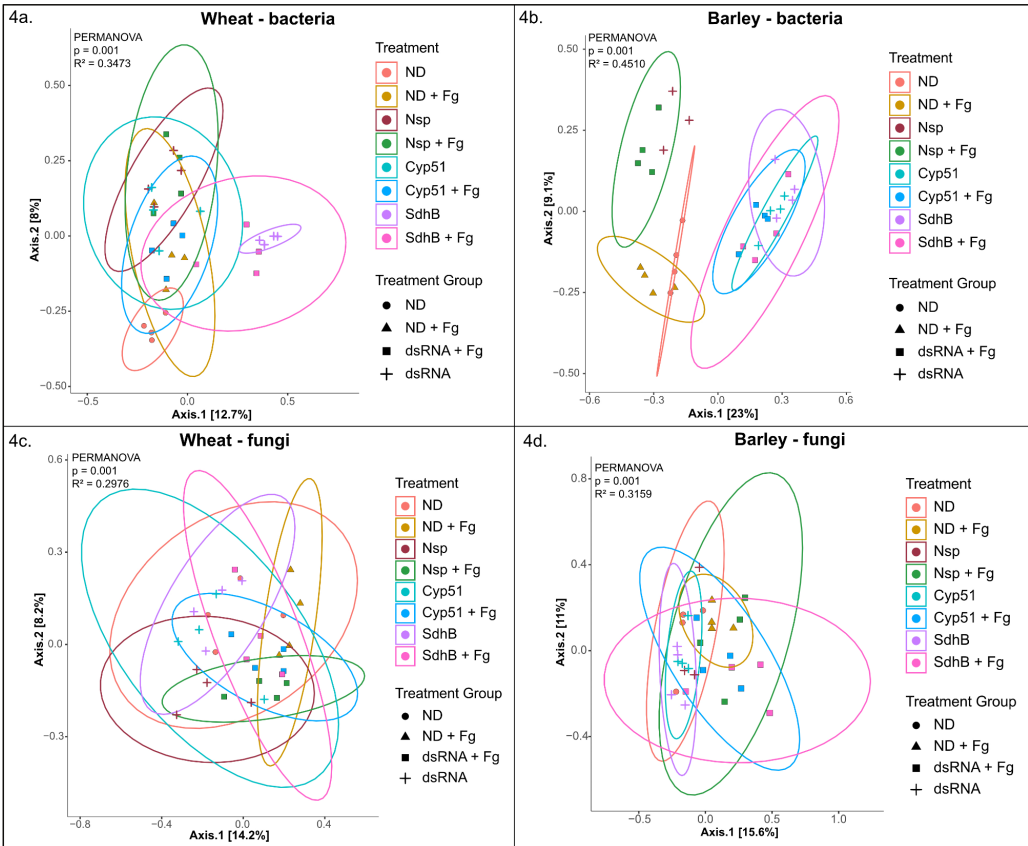 4a.
Wheat - bacteria
PERMANOVA
p = 0.001
R² = 0.3473
0.50
0.25
0.00
−0.25
−0.50
Axis.2 [8%]
−0.5
0.0
0.5
Axis.1 [12.7%]
Treatment
ND
ND + Fg
Nsp
Nsp + Fg
Cyp51
Cyp51 + Fg
SdhB
SdhB + Fg
Treatment Group
ND
ND + Fg
dsRNA + Fg
dsRNA
4b.
Barley - bacteria
PERMANOVA
p = 0.001
R² = 0.4510
0.50
0.25
0.00
−0.25
−0.50
Axis.2 [9.1%]
−0.6
−0.3
0.0
0.3
0.6
Axis.1 [23%]
Treatment
ND
ND + Fg
Nsp
Nsp + Fg
Cyp51
Cyp51 + Fg
SdhB
SdhB + Fg
Treatment Group
ND
ND + Fg
dsRNA + Fg
dsRNA
4c.
Wheat - fungi
PERMANOVA
p = 0.001
R² = 0.2976
0.6
0.3
0.0
−0.3
Axis.2 [8.2%]
−0.8
−0.4
0.0
0.4
Axis.1 [14.2%]
Treatment
ND
ND + Fg
Nsp
Nsp + Fg
Cyp51
Cyp51 + Fg
SdhB
SdhB + Fg
Treatment Group
ND
ND + Fg
dsRNA + Fg
dsRNA
4d.
Barley - fungi
PERMANOVA
p = 0.001
R² = 0.3159
0.8
0.4
0.0
−0.4
Axis.2 [11%]
−0.5
0.0
0.5
1.0
Axis.1 [15.6%]
Treatment
ND
ND + Fg
Nsp
Nsp + Fg
Cyp51
Cyp51 + Fg
SdhB
SdhB + Fg
Treatment Group
ND
ND + Fg
dsRNA + Fg
dsRNA